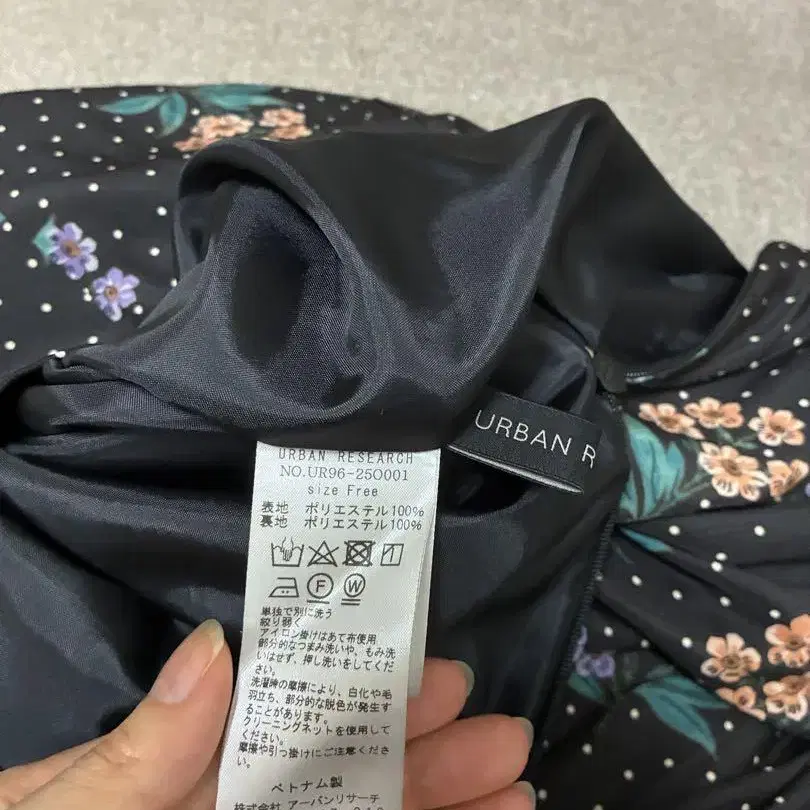 URBAN R
URBAN RESEARCH
NO.UR96-250001
size Free
表地 ポリエステル100%
裏地 ポリエステル100%
F W
単独で別に洗う
絞り弱く
アイロン掛けはあて布使用
部分的なつまみ洗いや、もみ洗
いはせず、押し洗いをしてくだ
さい。
洗濯時の摩擦により、白化や毛
羽立ち、部分的な脱色が発生す
ることがあります。
クリーニングネットを使用して
ください。
摩擦や引っ掛けにご注意くださ
い。
ベトナム製
株式会社 アーバンリサーチ